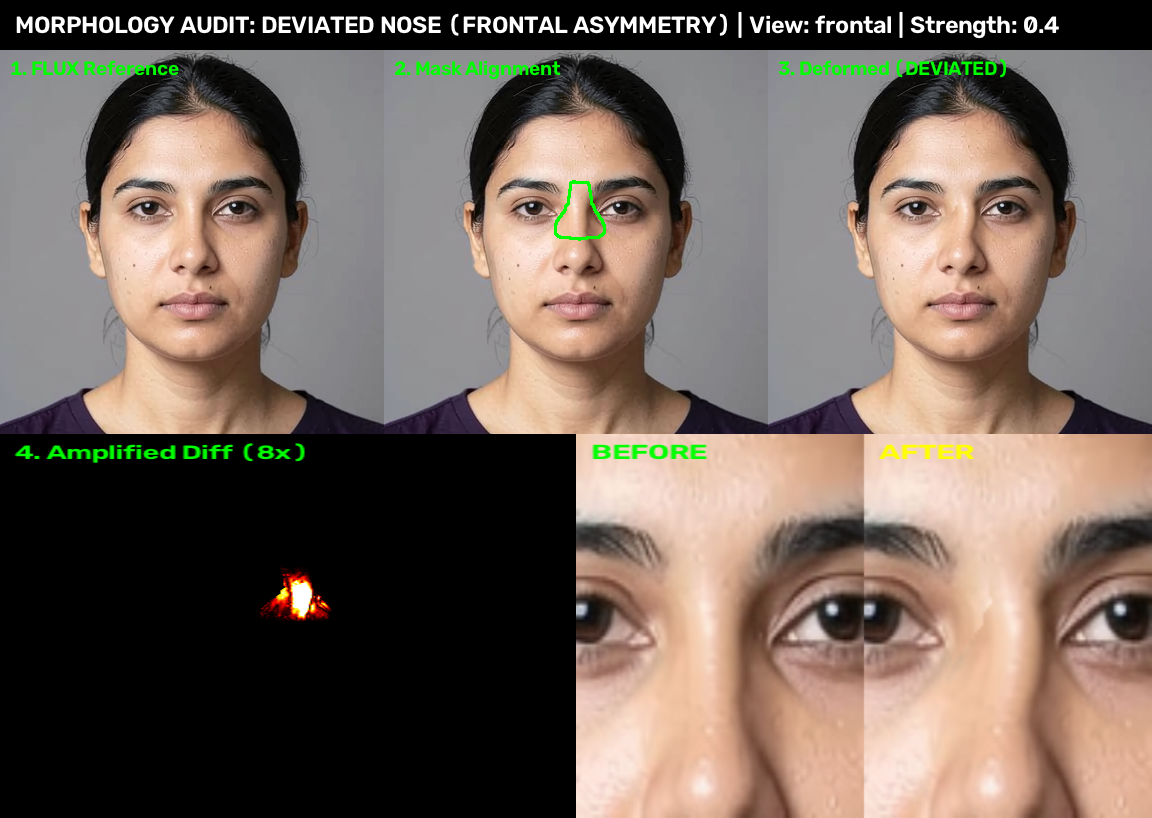 MORPHOLOGY AUDIT: DEVIATED NOSE (FRONTAL ASYMMETRY) | View: frontal | Strength: 0.4
1. FLUX Reference
2. Mask Alignment
3. Deformed (DEVIATED)
4. Amplified Diff (8x)
BEFORE
AFTER